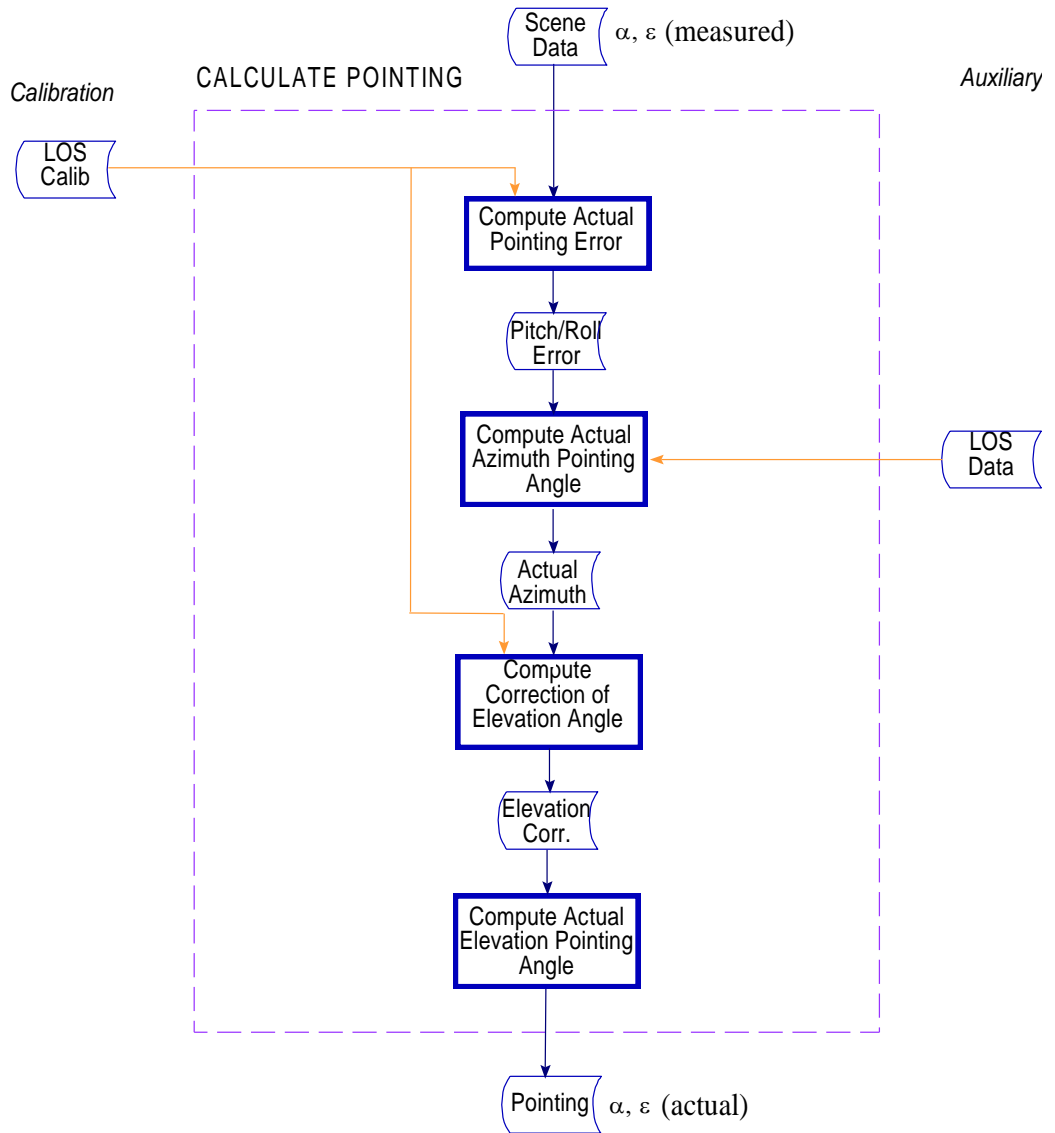 Scene
Data
α, ε (measured)
CALCULATE POINTING
Calibration
Auxiliary
LOS
Calib
Compute Actual
Pointing Error
Pitch/Roll
Error
Compute Actual
Azimuth Pointing
Angle
LOS
Data
Actual
Azimuth
Compute
Correction of
Elevation Angle
Elevation
Corr.
Compute Actual
Elevation Pointing
Angle
Pointing
α, ε (actual)